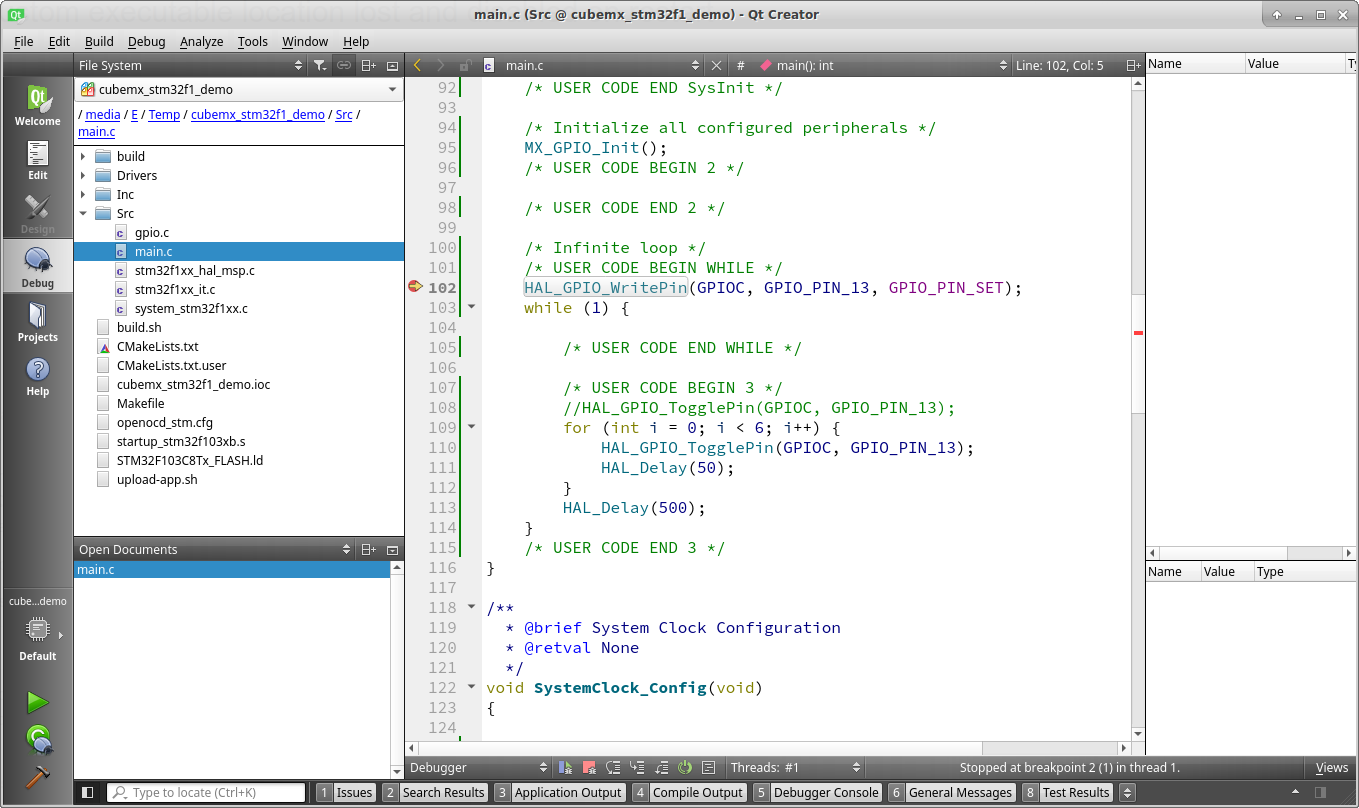 tom executable location lost an
main.c (Src @ cubemx_stm32f1_demo) - Qt Creator
File Edit Build Debug Analyze Tools Window Help
File System
main.c
# main(): int
Line: 102, Col: 5
Name Value Ty
Welcome
Edit
Design
Debug
Projects
Help
cube...demo
Default
cubemx_stm32f1_demo
/ media / E / Temp / cubemx_stm32f1_demo / Src /
main.c
build
Drivers
Inc
Src
gpio.c
main.c
stm32f1xx_hal_msp.c
stm32f1xx_it.c
system_stm32f1xx.c
build.sh
CMakeLists.txt
CMakeLists.txt.user
cubemx_stm32f1_demo.ioc
Makefile
openocd_stm.cfg
startup_stm32f103xb.s
STM32F103C8Tx_FLASH.ld
upload-app.sh
Open Documents
main.c
92 /* USER CODE END SysInit */
93
94 /* Initialize all configured peripherals */
95 MX_GPIO_Init();
96 /* USER CODE BEGIN 2 */
97
98 /* USER CODE END 2 */
99
100 /* Infinite loop */
101 /* USER CODE BEGIN WHILE */
102 HAL_GPIO_WritePin(GPIOC, GPIO_PIN_13, GPIO_PIN_SET);
103 while (1) {
104
105 /* USER CODE END WHILE */
106
107 /* USER CODE BEGIN 3 */
108 //HAL_GPIO_TogglePin(GPIOC, GPIO_PIN_13);
109 for (int i = 0; i < 6; i++) {
110 HAL_GPIO_TogglePin(GPIOC, GPIO_PIN_13);
111 HAL_Delay(50);
112 }
113 HAL_Delay(500);
114 }
115 /* USER CODE END 3 */
116 }
117
118 /**
119 * @brief System Clock Configuration
120 * @retval None
121 */
122 void SystemClock_Config(void)
123 {
124
Name Value Type
Debugger
Threads: #1
Stopped at breakpoint 2 (1) in thread 1.
Views
Type to locate (Ctrl+K)
1 Issues 2 Search Results 3 Application Output 4 Compile Output 5 Debugger Console 6 General Messages 8 Test Results